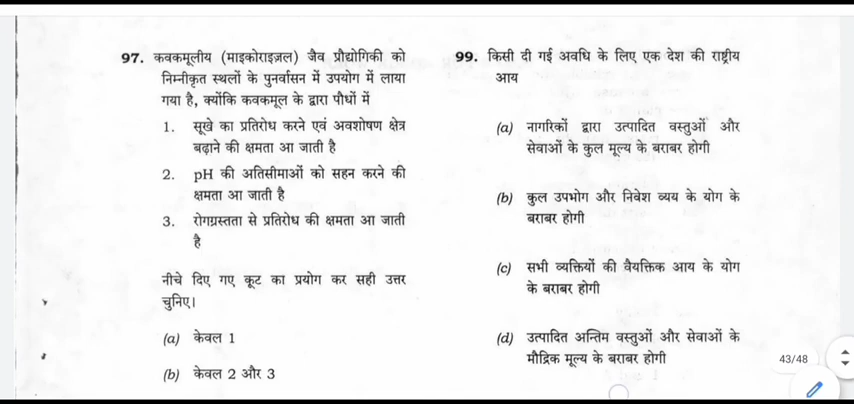 97. कवकमूलीय (माइकोराइज़ल) जैव प्रौद्योगिकी को
निम्नीकृत स्थलों के पुनर्वासन में उपयोग में लाया
गया है, क्योंकि कवकमूल के द्वारा पौधों में
1. सूखे का प्रतिरोध करने एवं अवशोषण क्षेत्र
बढ़ाने की क्षमता आ जाती है
2. pH की अतिसीमाओं को सहन करने की
क्षमता आ जाती है
3. रोगग्रस्तता से प्रतिरोध की क्षमता आ जाती
है
नीचे दिए गए कूट का प्रयोग कर सही उत्तर
चुनिए।
(a) केवल 1
(b) केवल 2 और 3
99. किसी दी गई अवधि के लिए एक देश की राष्ट्रीय
आय
(a) नागरिकों द्वारा उत्पादित वस्तुओं और
सेवाओं के कुल मूल्य के बराबर होगी
(b) कुल उपभोग और निवेश व्यय के योग के
बराबर होगी
(c) सभी व्यक्तियों की वैयक्तिक आय के योग
के बराबर होगी
(d) उत्पादित अन्तिम वस्तुओं और सेवाओं के
मौद्रिक मूल्य के बराबर होगी
43/48